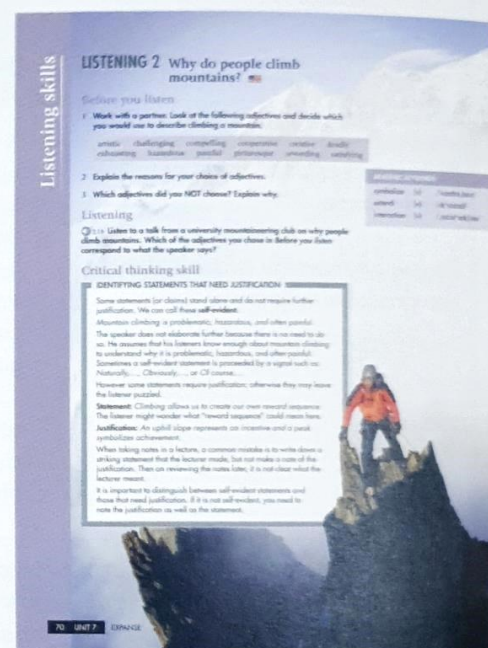 Listening skills
LISTENING 2 Why do people climb
mountains?
Before you listen
1 Work with a partner. Look at the following adjectives and decide which
you would use to describe climbing a mountain.
artistic challenging compelling cooperative creative deadly
exhausting hazardous painful picturesque rewarding satisfying
2 Explain the reasons for your choice of adjectives.
3 Which adjectives did you NOT choose? Explain why.
symbolize (v)
extend (v)
interaction (n)
Listening
Listen to a talk from a university mountaineering club on why people
climb mountains. Which of the adjectives you chose in Before you listen
correspond to what the speaker says?
Critical thinking skill
IDENTIFYING STATEMENTS THAT NEED JUSTIFICATION
Some statements (or claims) stand alone and do not require further
justification. We can call these self-evident.
Mountain climbing is problematic, hazardous, and often painful.
The speaker does not elaborate further because there is no need to do
so. He assumes that his listeners know enough about mountain climbing
to understand why it is problematic, hazardous, and often painful.
Sometimes a self-evident statement is preceded by a signal such as:
Naturally, ..., Obviously, ..., or Of course, ...
However some statements require justification; otherwise they may leave
the listener puzzled.
Statement: Climbing allows us to create our own reward sequence.
The listener might wonder what "reward sequence" could mean here.
Justification: An uphill slope represents an incentive and a peak
symbolizes achievement.
When taking notes in a lecture, a common mistake is to write down a
striking statement that the lecturer made, but not make a note of the
justification. Then on reviewing the notes later, it is not clear what the
lecturer meant.
It is important to distinguish between self-evident statements and
those that need justification. If it is not self-evident, you need to
note the justification as well as the statement.
70 UNIT 7 EXPANSE